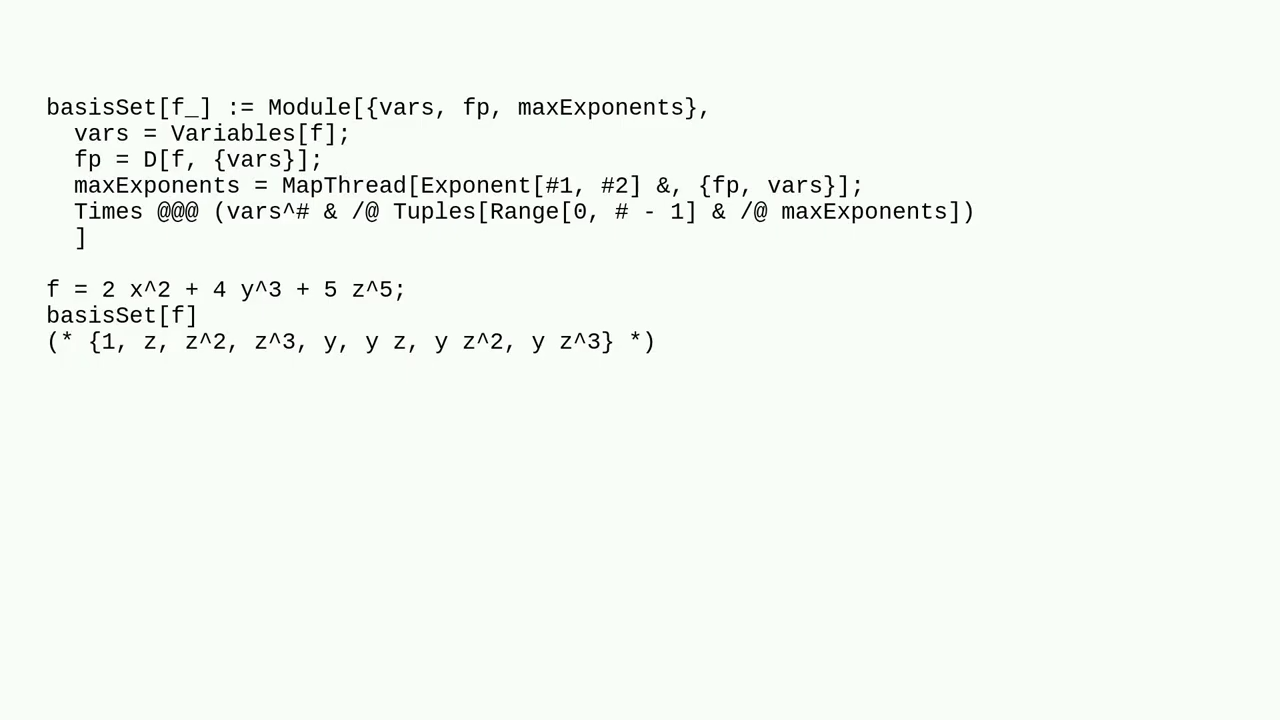 basisSet[f_] := Module[{vars, fp, maxExponents},
  vars = Variables[f];
  fp = D[f, {vars}];
  maxExponents = MapThread[Exponent[#1, #2] &, {fp, vars}];
  Times @@@ (vars^# & /@ Tuples[Range[0, # - 1] & /@ maxExponents])
  ]

f = 2 x^2 + 4 y^3 + 5 z^5;
basisSet[f]
(* {1, z, z^2, z^3, y, y z, y z^2, y z^3} *)